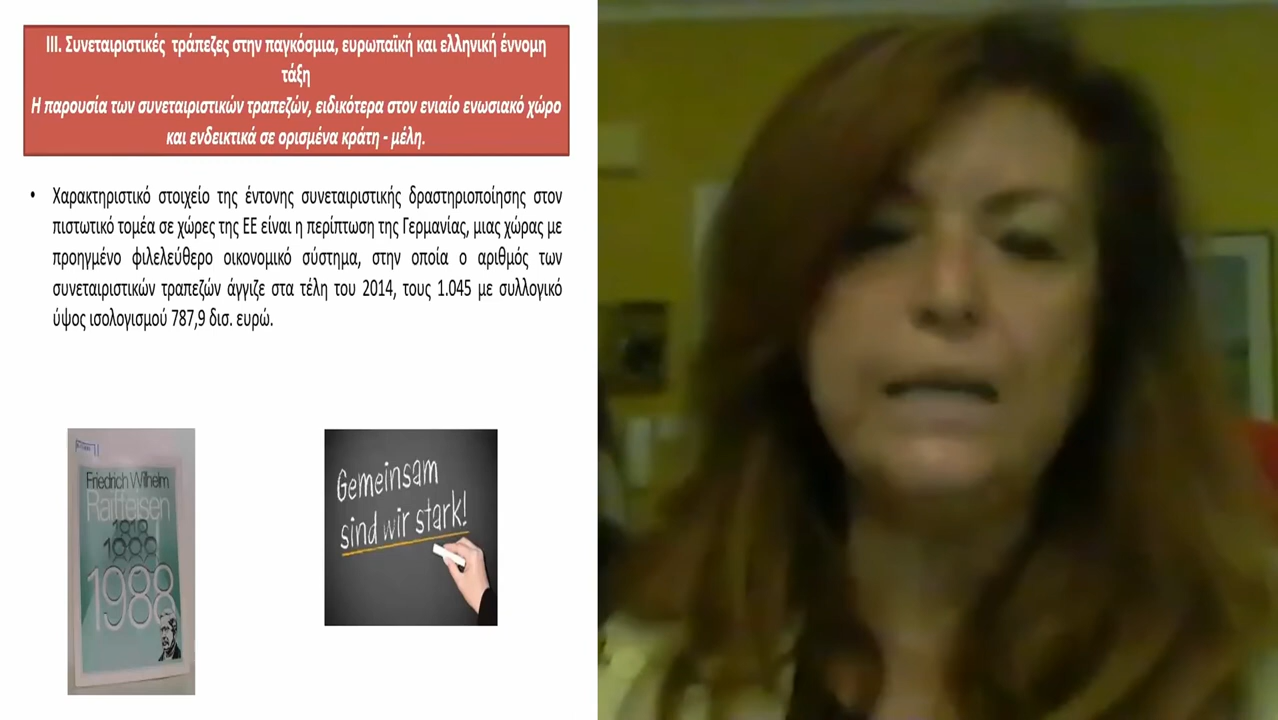 III. Συνεταιριστικές τράπεζες στην παγκόσμια, ευρωπαϊκή και ελληνική έννομη
τάξη
Η παρουσία των συνεταιριστικών τραπεζών, ειδικότερα στον ενιαίο ενωσιακό χώρο
και ενδεικτικά σε ορισμένα κράτη - μέλη.
• Χαρακτηριστικό στοιχείο της έντονης συνεταιριστικής δραστηριοποίησης στον
πιστωτικό τομέα σε χώρες της ΕΕ είναι η περίπτωση της Γερμανίας, μιας χώρας με
προηγμένο φιλελεύθερο οικονομικό σύστημα, στην οποία ο αριθμός των
συνεταιριστικών τραπεζών άγγιζε στα τέλη του 2014, τους 1.045 με συλλογικό
ύψος ισολογισμού 787,9 δισ. ευρώ.
Friedrich Wilhelm
Raiffeisen
1818
1888
1988
Gemeinsam
sind wir stark!